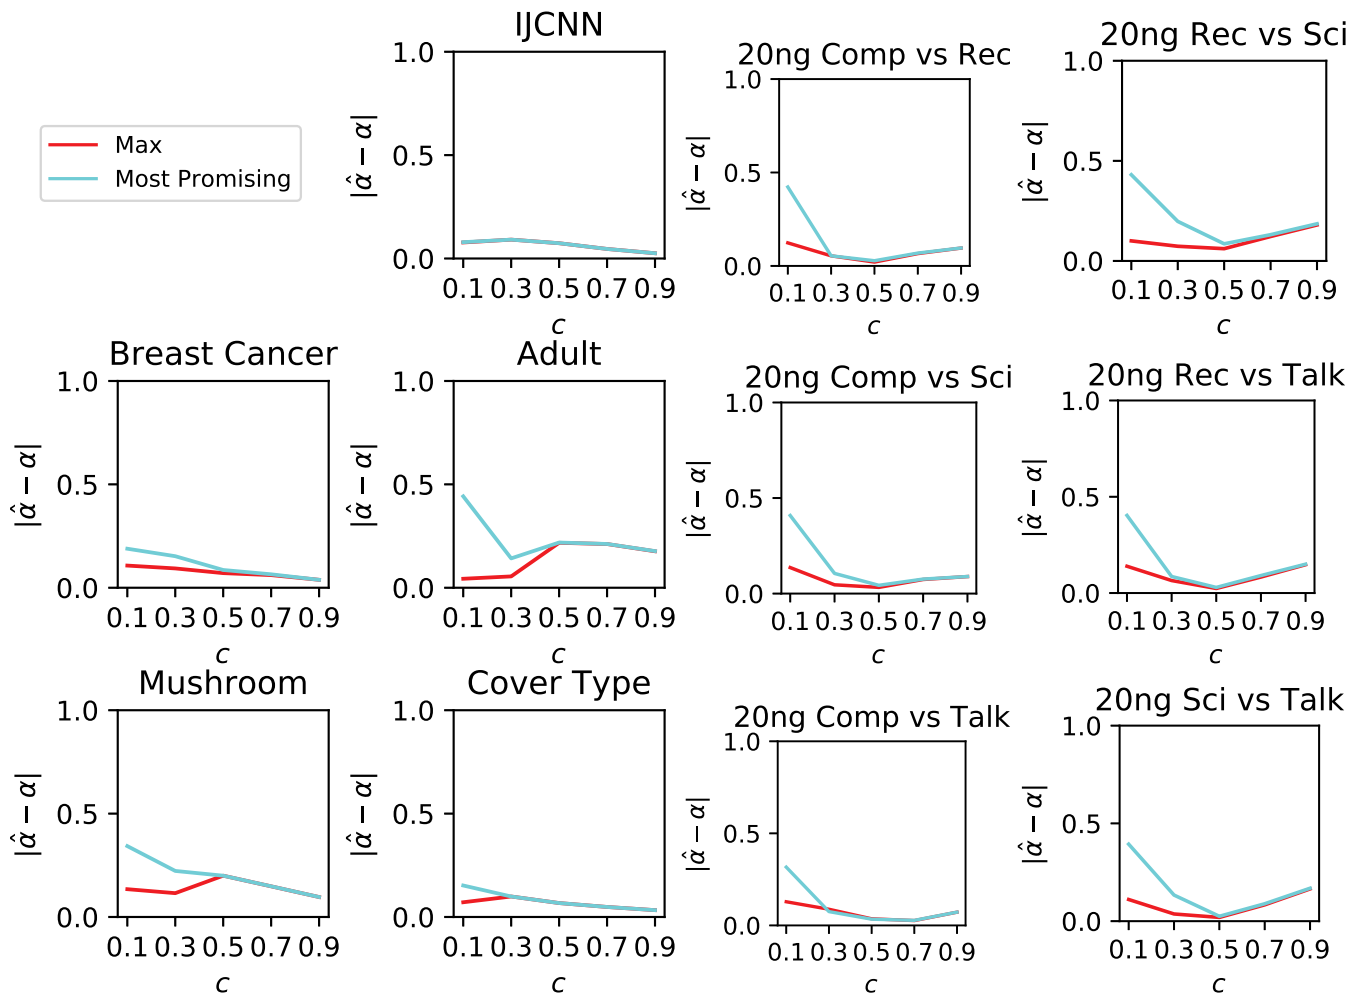 Max
Most Promising
IJCNN
1.0
0.5
0.0
|α̂ − α|
0.1 0.3 0.5 0.7 0.9
c
20ng Comp vs Rec
1.0
0.5
0.0
|α̂ − α|
0.1 0.3 0.5 0.7 0.9
c
20ng Rec vs Sci
1.0
0.5
0.0
|α̂ − α|
0.1 0.3 0.5 0.7 0.9
c
Breast Cancer
1.0
0.5
0.0
|α̂ − α|
0.1 0.3 0.5 0.7 0.9
c
Adult
1.0
0.5
0.0
|α̂ − α|
0.1 0.3 0.5 0.7 0.9
c
20ng Comp vs Sci
1.0
0.5
0.0
|α̂ − α|
0.1 0.3 0.5 0.7 0.9
c
20ng Rec vs Talk
1.0
0.5
0.0
|α̂ − α|
0.1 0.3 0.5 0.7 0.9
c
Mushroom
1.0
0.5
0.0
|α̂ − α|
0.1 0.3 0.5 0.7 0.9
c
Cover Type
1.0
0.5
0.0
|α̂ − α|
0.1 0.3 0.5 0.7 0.9
c
20ng Comp vs Talk
1.0
0.5
0.0
|α̂ − α|
0.1 0.3 0.5 0.7 0.9
c
20ng Sci vs Talk
1.0
0.5
0.0
|α̂ − α|
0.1 0.3 0.5 0.7 0.9
c